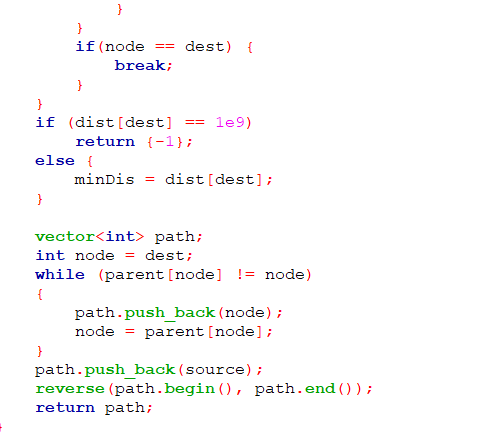 }
}
if(node == dest) {
break;
}
}
if (dist[dest] == 1e9)
return {-1};
else {
minDis = dist[dest];
}
vector<int> path;
int node = dest;
while (parent[node] != node)
{
path.push_back(node);
node = parent[node];
}
path.push_back(source);
reverse(path.begin(), path.end());
return path;
}